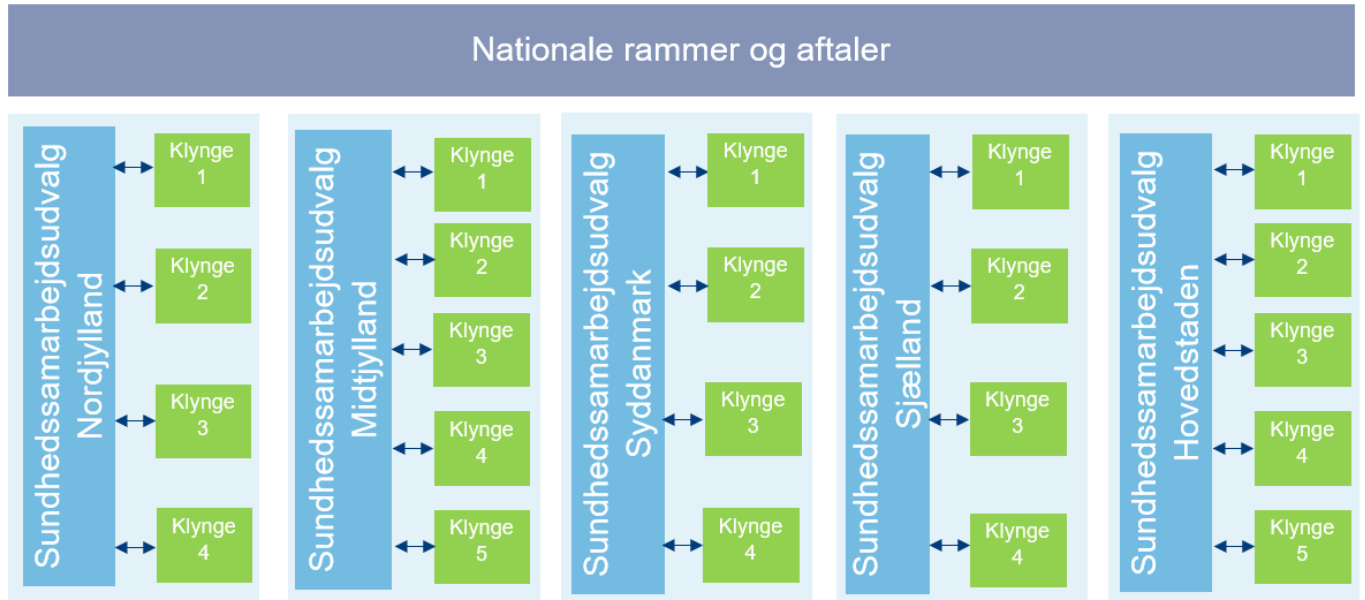 Nationale rammer og aftaler
Sundhedssamarbejdsudvalg
Nordjylland
Klynge
1
Klynge
2
Klynge
3
Klynge
4
Sundhedssamarbejdsudvalg
Midtjylland
Klynge
1
Klynge
2
Klynge
3
Klynge
4
Klynge
5
Sundhedssamarbejdsudvalg
Syddanmark
Klynge
1
Klynge
2
Klynge
3
Klynge
4
Sundhedssamarbejdsudvalg
Sjælland
Klynge
1
Klynge
2
Klynge
3
Klynge
4
Sundhedssamarbejdsudvalg
Hovedstaden
Klynge
1
Klynge
2
Klynge
3
Klynge
4
Klynge
5